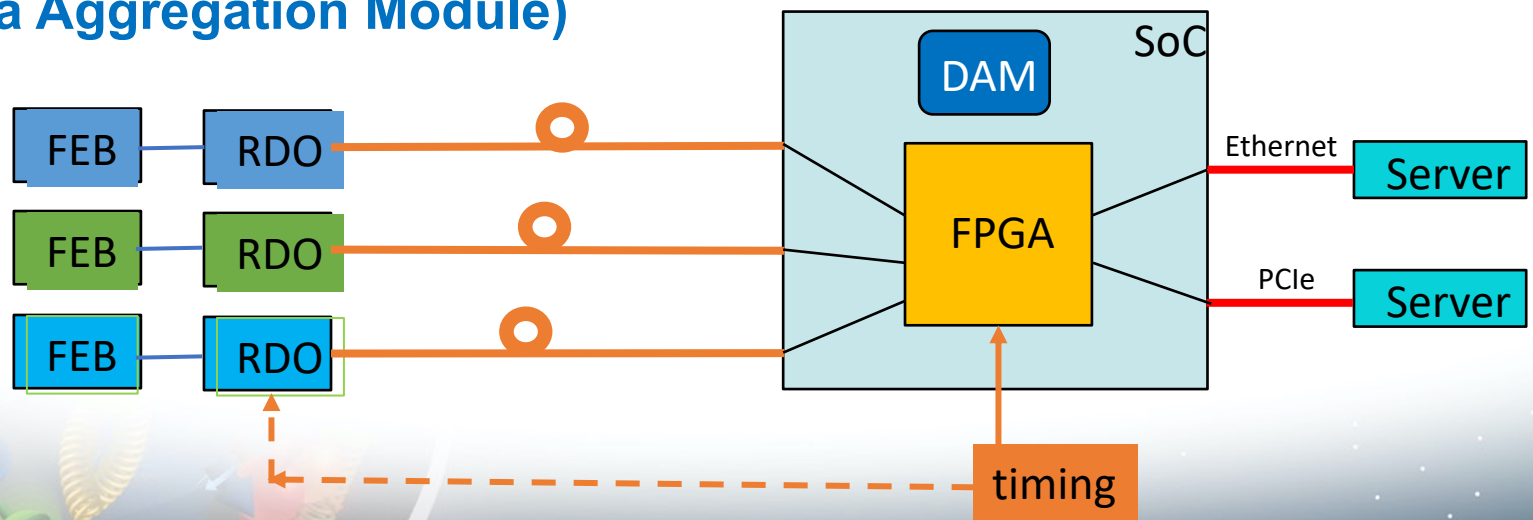 a Aggregation Module)
SoC
DAM
FEB RDO
Ethernet
Server
FEB RDO
FPGA
PCIe
Server
FEB RDO
timing